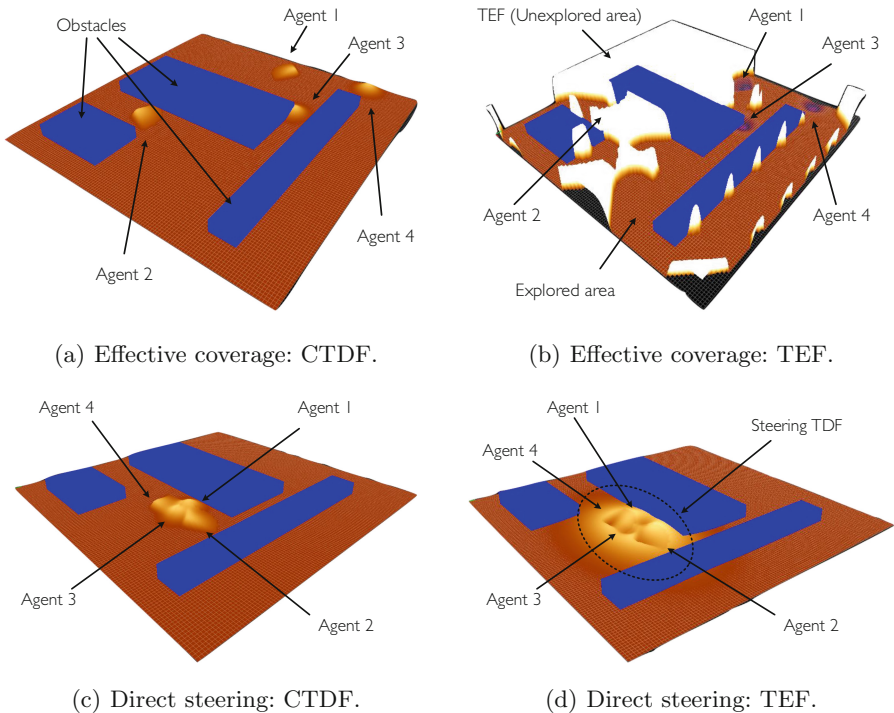 Agent 1
Obstacles
Agent 3
Agent 4
Agent 2
(a) Effective coverage: CTDF.
TEF (Unexplored area)
Agent 1
Agent 3
Agent 2
Agent 4
Explored area
(b) Effective coverage: TEF.
Agent 4
Agent 1
Agent 3
Agent 2
(c) Direct steering: CTDF.
Agent 1
Steering TDF
Agent 4
Agent 3
Agent 2
(d) Direct steering: TEF.